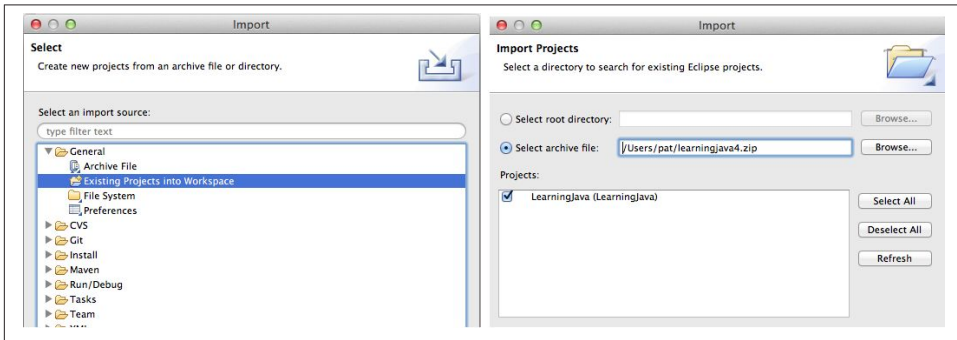 Import
Select
Create new projects from an archive file or directory.
Select an import source:
type filter text
General
Archive File
Existing Projects into Workspace
File System
Preferences
CVS
Git
Install
Maven
Run/Debug
Tasks
Team
Import
Import Projects
Select a directory to search for existing Eclipse projects.
Select root directory:
Browse...
Select archive file:
/Users/pat/learningjava4.zip
Browse...
Projects:
LearningJava (LearningJava)
Select All
Deselect All
Refresh